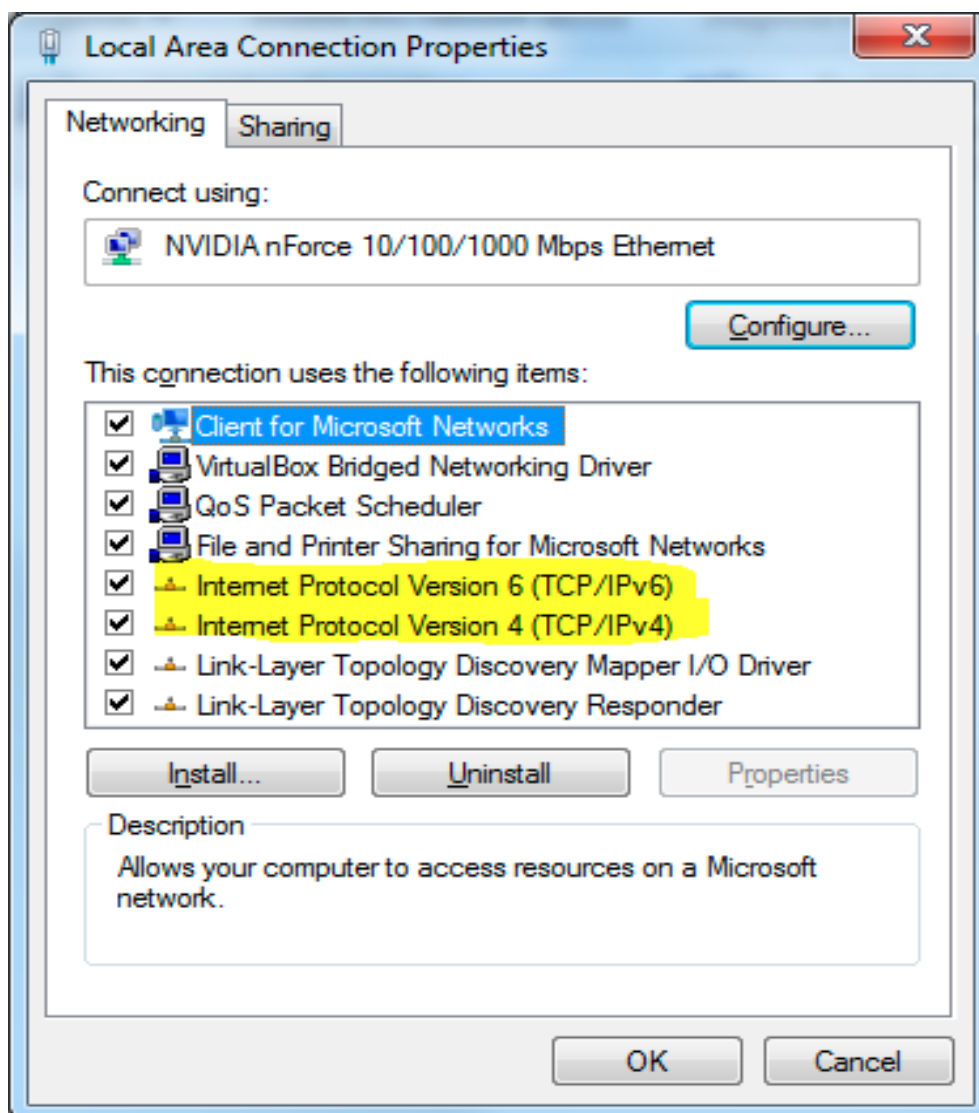 Local Area Connection Properties
Networking
Sharing
Connect using:
NVIDIA nForce 10/100/1000 Mbps Ethernet
Configure...
This connection uses the following items:
Client for Microsoft Networks
VirtualBox Bridged Networking Driver
QoS Packet Scheduler
File and Printer Sharing for Microsoft Networks
Internet Protocol Version 6 (TCP/IPv6)
Internet Protocol Version 4 (TCP/IPv4)
Link-Layer Topology Discovery Mapper I/O Driver
Link-Layer Topology Discovery Responder
Install...
Uninstall
Properties
Description
Allows your computer to access resources on a Microsoft
network.
OK
Cancel